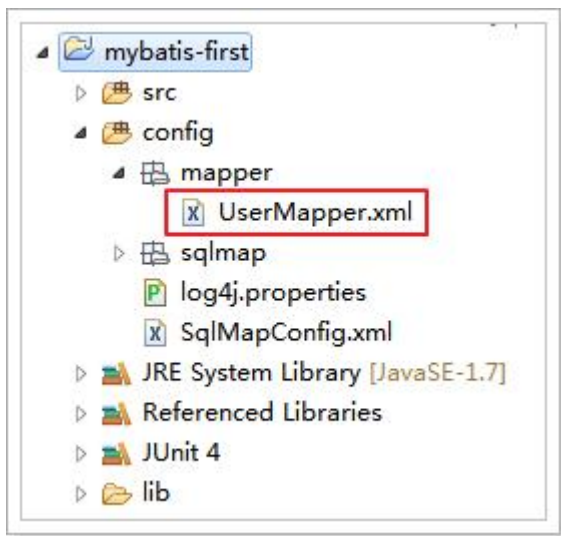 mybatis-first
src
config
mapper
UserMapper.xml
sqlmap
log4j.properties
SqlMapConfig.xml
JRE System Library [JavaSE-1.7]
Referenced Libraries
JUnit 4
lib